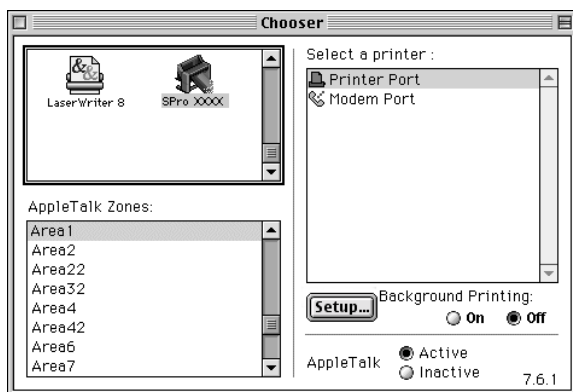 Chooser
LaserWriter 8
SPro XXXX
AppleTalk Zones:
Area1
Area2
Area22
Area32
Area4
Area42
Area6
Area7
Select a printer :
Printer Port
Modem Port
Setup...
Background Printing:
On Off
AppleTalk
Active
Inactive
7.6.1